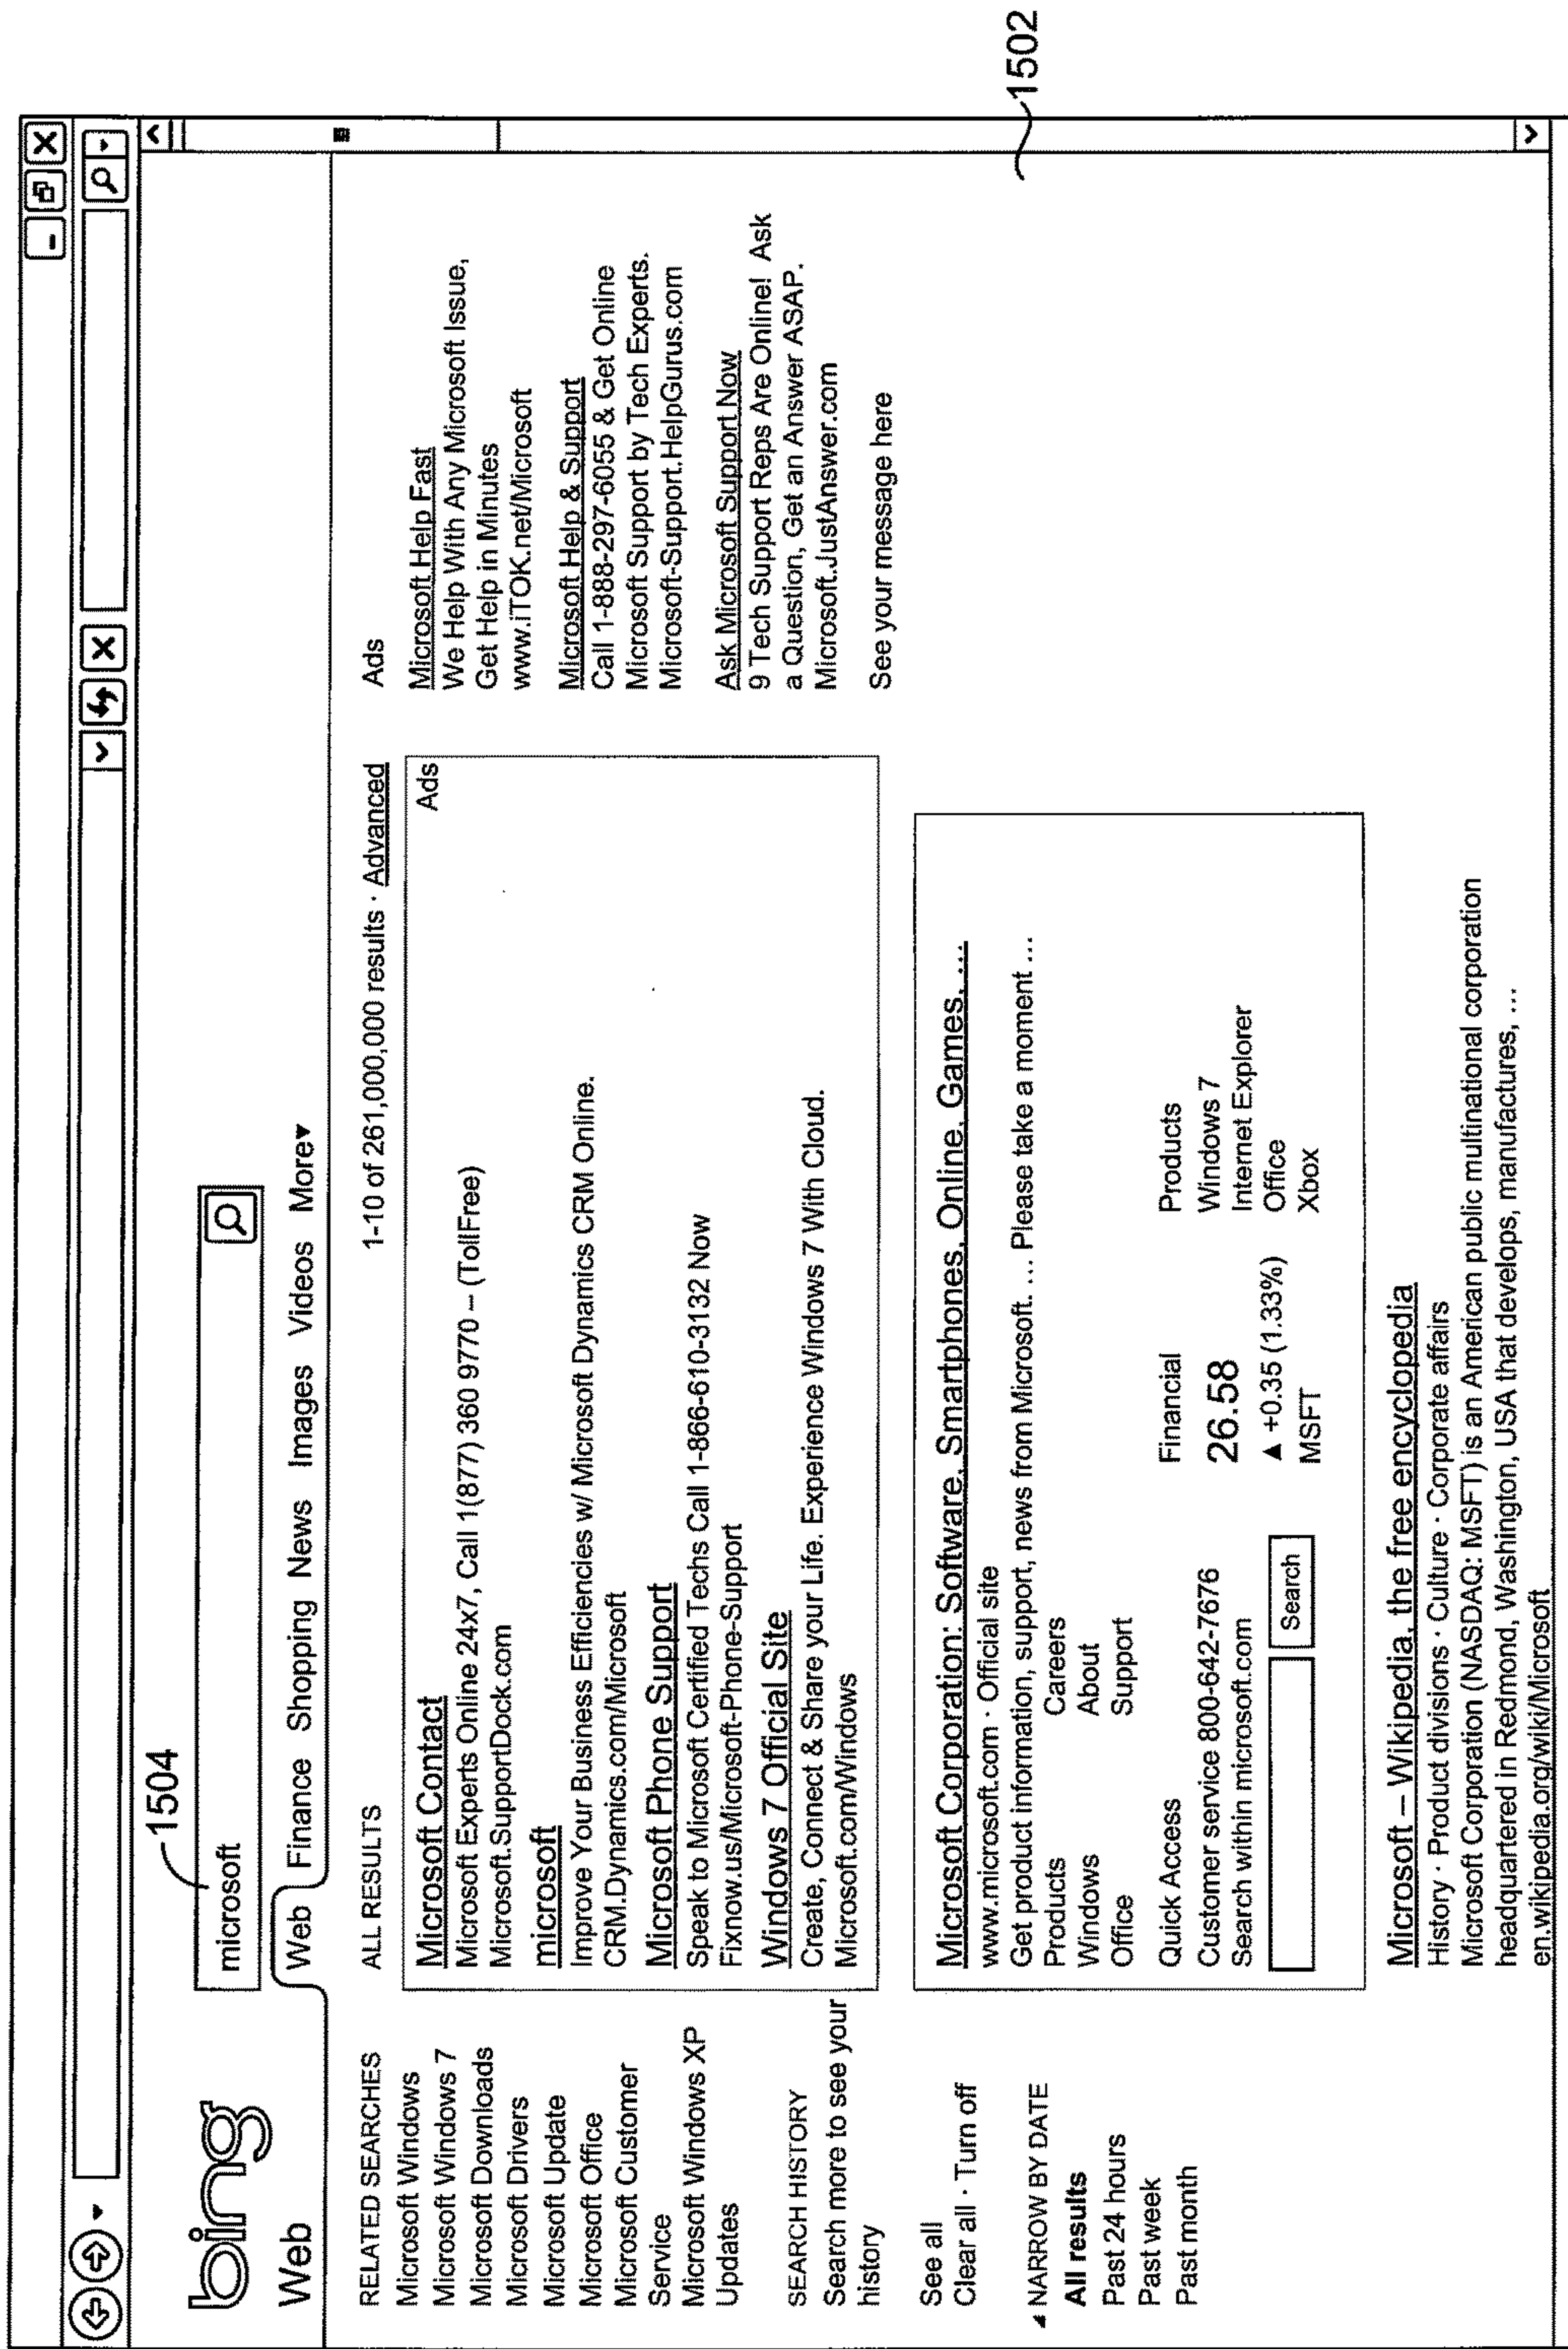 1504
bing
microsoft
Web
Web Finance Shopping News Images Videos More▾
RELATED SEARCHES
Microsoft Windows
Microsoft Windows 7
Microsoft Downloads
Microsoft Drivers
Microsoft Update
Microsoft Office
Microsoft Customer
Service
Microsoft Windows XP
Updates
SEARCH HISTORY
Search more to see your
history
See all
Clear all · Turn off
NARROW BY DATE
All results
Past 24 hours
Past week
Past month
ALL RESULTS
1-10 of 261,000,000 results · Advanced
Ads
Microsoft Contact
Microsoft Experts Online 24x7, Call 1(877) 360 9770 – (TollFree)
Microsoft.SupportDock.com
microsoft
Improve Your Business Efficiencies w/ Microsoft Dynamics CRM Online.
CRM.Dynamics.com/Microsoft
Microsoft Phone Support
Speak to Microsoft Certified Techs Call 1-866-610-3132 Now
Fixnow.us/Microsoft-Phone-Support
Windows 7 Official Site
Create, Connect & Share your Life. Experience Windows 7 With Cloud.
Microsoft.com/Windows
Microsoft Corporation: Software, Smartphones, Online, Games, ...
www.microsoft.com · Official site
Get product information, support, news from Microsoft. ... Please take a moment ...
Products Careers
Windows About
Office Support
Quick Access
Customer service 800-642-7676
Search within microsoft.com
Search
Financial
26.58
▲ +0.35 (1.33%)
MSFT
Products
Windows 7
Internet Explorer
Office
Xbox
Microsoft – Wikipedia, the free encyclopedia
History · Product divisions · Culture · Corporate affairs
Microsoft Corporation (NASDAQ: MSFT) is an American public multinational corporation
headquartered in Redmond, Washington, USA that develops, manufactures, ...
en.wikipedia.org/wiki/Microsoft
Ads
Microsoft Help Fast
We Help With Any Microsoft Issue,
Get Help in Minutes
www.iTOK.net/Microsoft
Microsoft Help & Support
Call 1-888-297-6055 & Get Online
Microsoft Support by Tech Experts.
Microsoft-Support.HelpGurus.com
Ask Microsoft Support Now
9 Tech Support Reps Are Online! Ask
a Question, Get an Answer ASAP.
Microsoft.JustAnswer.com
See your message here
1502